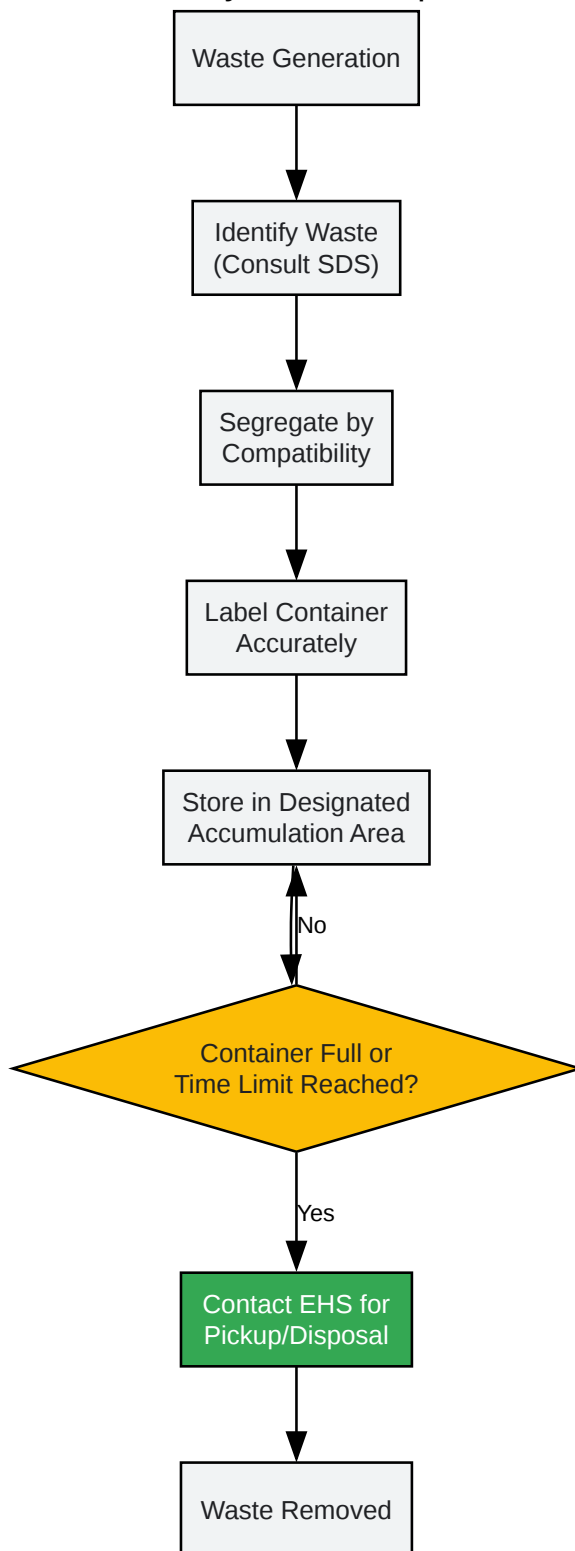 Waste Generation
Identify Waste
(Consult SDS)
Segregate by
Compatibility
Label Container
Accurately
Store in Designated
Accumulation Area
No
Container Full or
Time Limit Reached?
Yes
Contact EHS for
Pickup/Disposal
Waste Removed